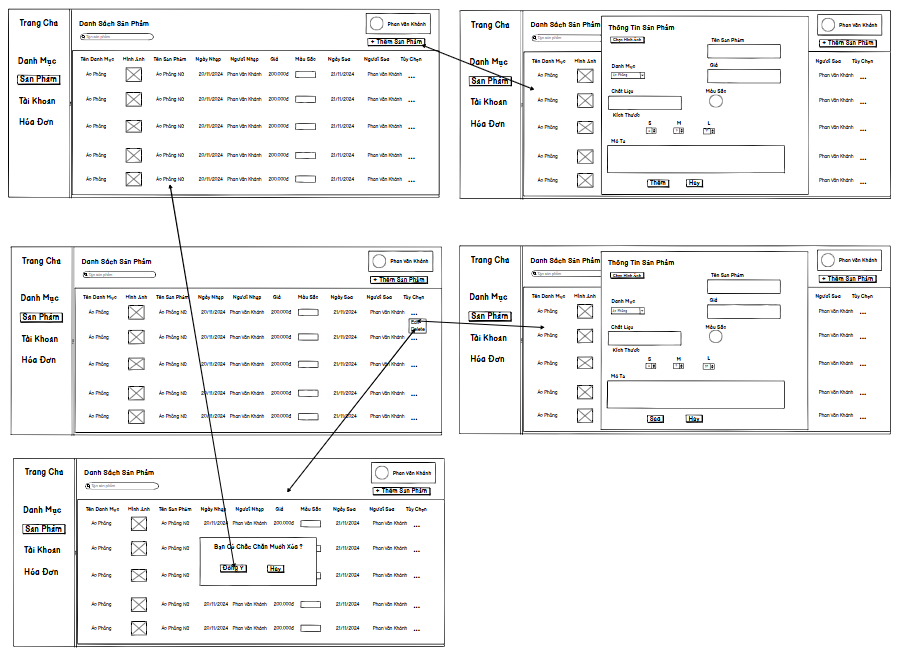 Trang Chủ
Danh Mục
Sản Phẩm
Tài Khoản
Hóa Đơn
Danh Sách Sản Phẩm
Tìm sản phẩm
Phan Văn Khánh
+ Thêm Sản Phẩm
Tên Danh Mục Hình Ảnh Tên Sản Phẩm Ngày Nhập Người Nhập Giá Màu Sắc Ngày Sửa Người Sửa Tùy Chọn
Áo Phông Áo Phông Nữ 20/11/2024 Phan Văn Khánh 200.000đ 21/11/2024 Phan Văn Khánh ...
Áo Phông Áo Phông Nữ 20/11/2024 Phan Văn Khánh 200.000đ 21/11/2024 Phan Văn Khánh ...
Áo Phông Áo Phông Nữ 20/11/2024 Phan Văn Khánh 200.000đ 21/11/2024 Phan Văn Khánh ...
Áo Phông Áo Phông Nữ 20/11/2024 Phan Văn Khánh 200.000đ 21/11/2024 Phan Văn Khánh ...
Áo Phông Áo Phông Nữ 20/11/2024 Phan Văn Khánh 200.000đ 21/11/2024 Phan Văn Khánh ...
Trang Chủ
Danh Mục
Sản Phẩm
Tài Khoản
Hóa Đơn
Danh Sách Sản Phẩm
Tìm sản phẩm
Phan Văn Khánh
+ Thêm Sản Phẩm
Tên Danh Mục Hình Ảnh Người Sửa Tùy Chọn
Áo Phông Phan Văn Khánh ...
Áo Phông Phan Văn Khánh ...
Áo Phông Phan Văn Khánh ...
Áo Phông Phan Văn Khánh ...
Áo Phông Phan Văn Khánh ...
Thông Tin Sản Phẩm
Chọn Hình Ảnh
Tên Sản Phẩm
Danh Mục
Áo Phông
Giá
Chất Liệu
Màu Sắc
Kích Thước
S M L
Mô Tả
Thêm Hủy
Trang Chủ
Danh Mục
Sản Phẩm
Tài Khoản
Hóa Đơn
Danh Sách Sản Phẩm
Tìm sản phẩm
Phan Văn Khánh
+ Thêm Sản Phẩm
Tên Danh Mục Hình Ảnh Tên Sản Phẩm Ngày Nhập Người Nhập Giá Màu Sắc Ngày Sửa Người Sửa Tùy Chọn
Áo Phông Áo Phông Nữ 20/11/2024 Phan Văn Khánh 200.000đ 21/11/2024 Phan Văn Khánh ...
Delete
Áo Phông Áo Phông Nữ 20/11/2024 Phan Văn Khánh 200.000đ 21/11/2024 Phan Văn Khánh ...
Áo Phông Áo Phông Nữ 20/11/2024 Phan Văn Khánh 200.000đ 21/11/2024 Phan Văn Khánh ...
Áo Phông Áo Phông Nữ 20/11/2024 Phan Văn Khánh 200.000đ 21/11/2024 Phan Văn Khánh ...
Áo Phông Áo Phông Nữ 20/11/2024 Phan Văn Khánh 200.000đ 21/11/2024 Phan Văn Khánh ...
Trang Chủ
Danh Mục
Sản Phẩm
Tài Khoản
Hóa Đơn
Danh Sách Sản Phẩm
Tìm sản phẩm
Phan Văn Khánh
+ Thêm Sản Phẩm
Tên Danh Mục Hình Ảnh Người Sửa Tùy Chọn
Áo Phông Phan Văn Khánh ...
Áo Phông Phan Văn Khánh ...
Áo Phông Phan Văn Khánh ...
Áo Phông Phan Văn Khánh ...
Áo Phông Phan Văn Khánh ...
Thông Tin Sản Phẩm
Chọn Hình Ảnh
Tên Sản Phẩm
Danh Mục
Áo Phông
Giá
Chất Liệu
Màu Sắc
Kích Thước
S M L
Mô Tả
Sửa Hủy
Trang Chủ
Danh Mục
Sản Phẩm
Tài Khoản
Hóa Đơn
Danh Sách Sản Phẩm
Tìm sản phẩm
Phan Văn Khánh
+ Thêm Sản Phẩm
Tên Danh Mục Hình Ảnh Tên Sản Phẩm Ngày Nhập Người Nhập Giá Màu Sắc Ngày Sửa Người Sửa Tùy Chọn
Áo Phông Áo Phông Nữ 20/11/2024 Phan Văn Khánh 200.000đ 21/11/2024 Phan Văn Khánh ...
Áo Phông Áo Phông Nữ 21/11/2024 Phan Văn Khánh ...
Bạn Có Chắc Chắn Muốn Xóa ?
Đồng Ý Hủy
Áo Phông Áo Phông Nữ 21/11/2024 Phan Văn Khánh ...
Áo Phông Áo Phông Nữ 20/11/2024 Phan Văn Khánh 200.000đ 21/11/2024 Phan Văn Khánh ...
Áo Phông Áo Phông Nữ 20/11/2024 Phan Văn Khánh 200.000đ 21/11/2024 Phan Văn Khánh ...